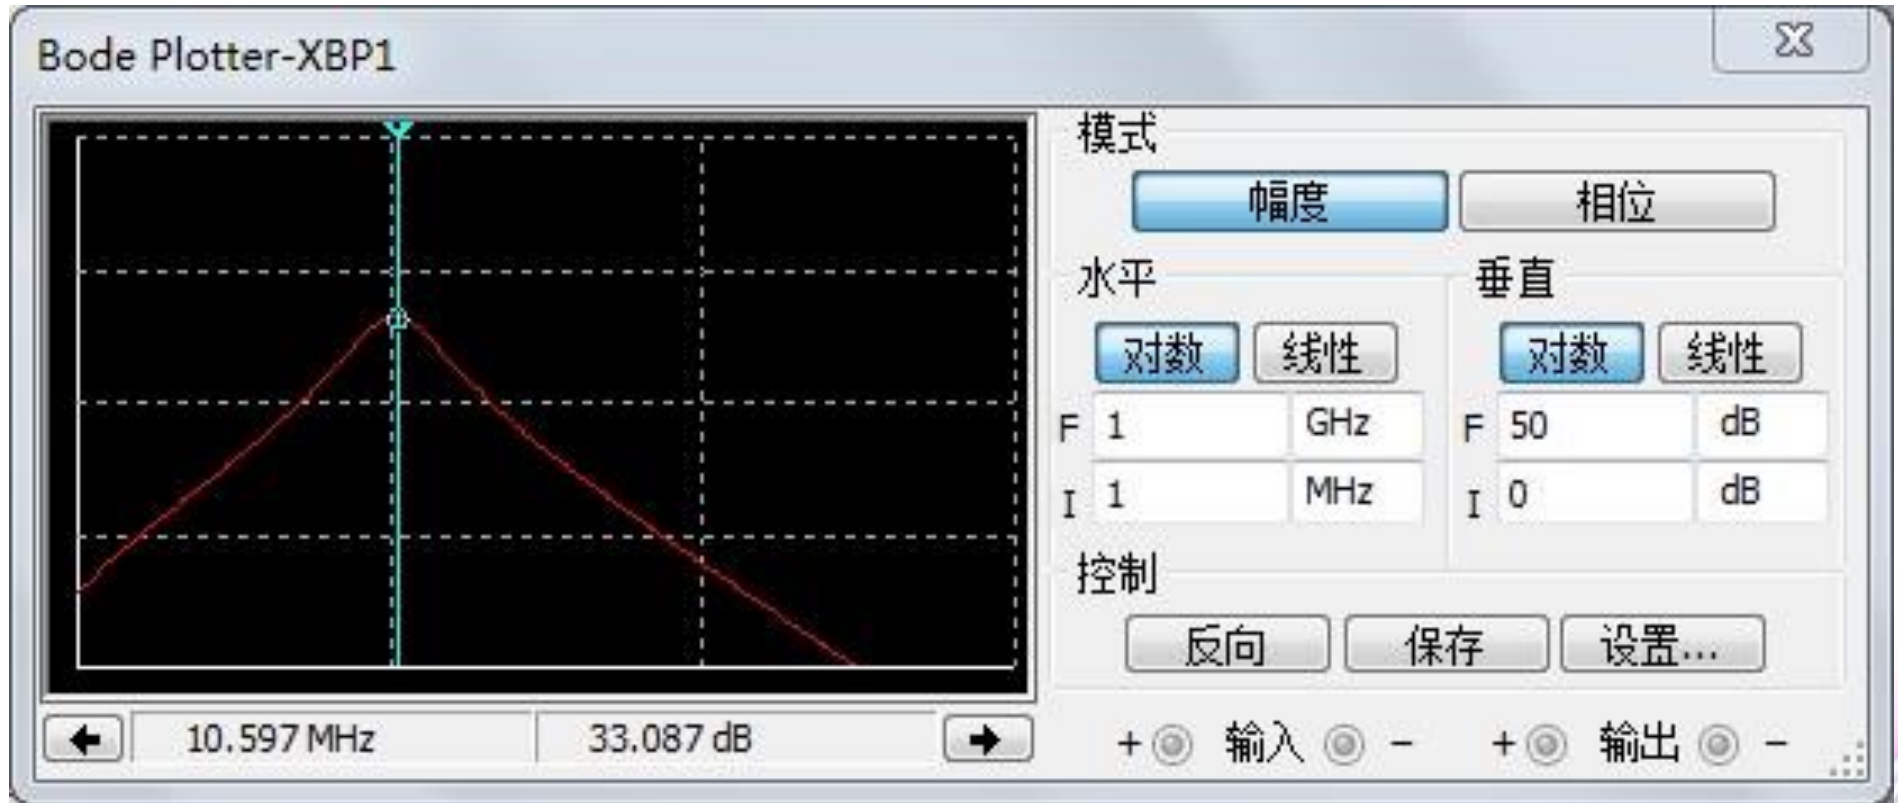 Bode Plotter-XBP1
模式
幅度 相位
水平 垂直
对数 线性 对数 线性
F 1 GHz F 50 dB
I 1 MHz I 0 dB
控制
反向 保存 设置...
10.597 MHz 33.087 dB + 输入 - + 输出 -